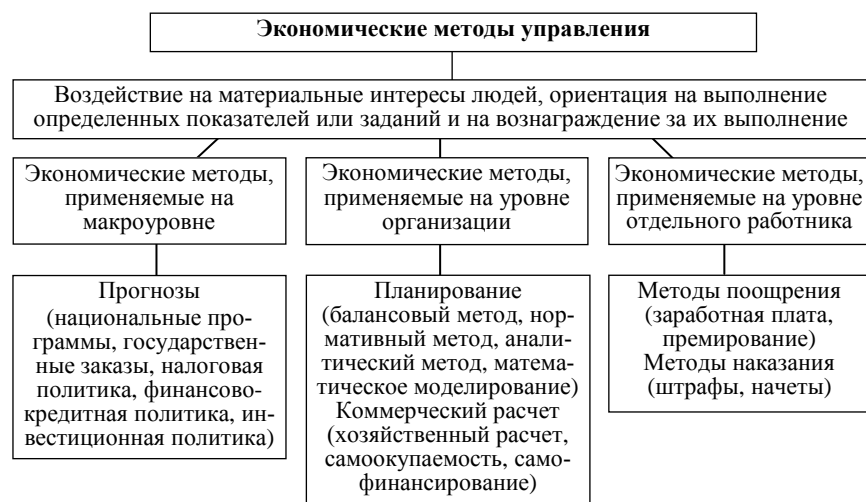 Экономические методы управления
Воздействие на материальные интересы людей, ориентация на выполнение
определенных показателей или заданий и на вознаграждение за их выполнение
Экономические методы,
применяемые на
макроуровне
Экономические методы,
применяемые на уровне
организации
Экономические методы,
применяемые на уровне
отдельного работника
Прогнозы
(национальные про-
граммы, государствен-
ные заказы, налоговая
политика, финансово-
кредитная политика, ин-
вестиционная политика)
Планирование
(балансовый метод, нор-
мативный метод, анали-
тический метод, матема-
тическое моделирование)
Коммерческий расчет
(хозяйственный расчет,
самоокупаемость, само-
финансирование)
Методы поощрения
(заработная плата,
премирование)
Методы наказания
(штрафы, начеты)